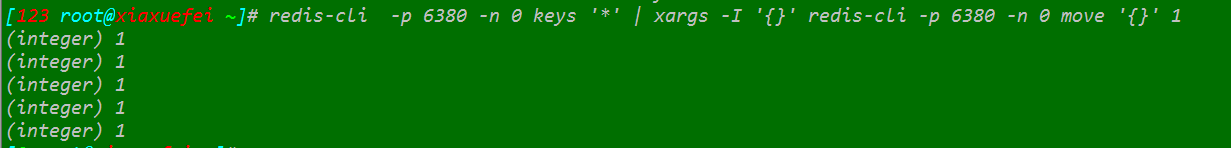 [123 root@xiaxuefei ~]# redis-cli  -p 6380 -n 0 keys '*' | xargs -I '{}' redis-cli -p 6380 -n 0 move '{}' 1
(integer) 1
(integer) 1
(integer) 1
(integer) 1
(integer) 1